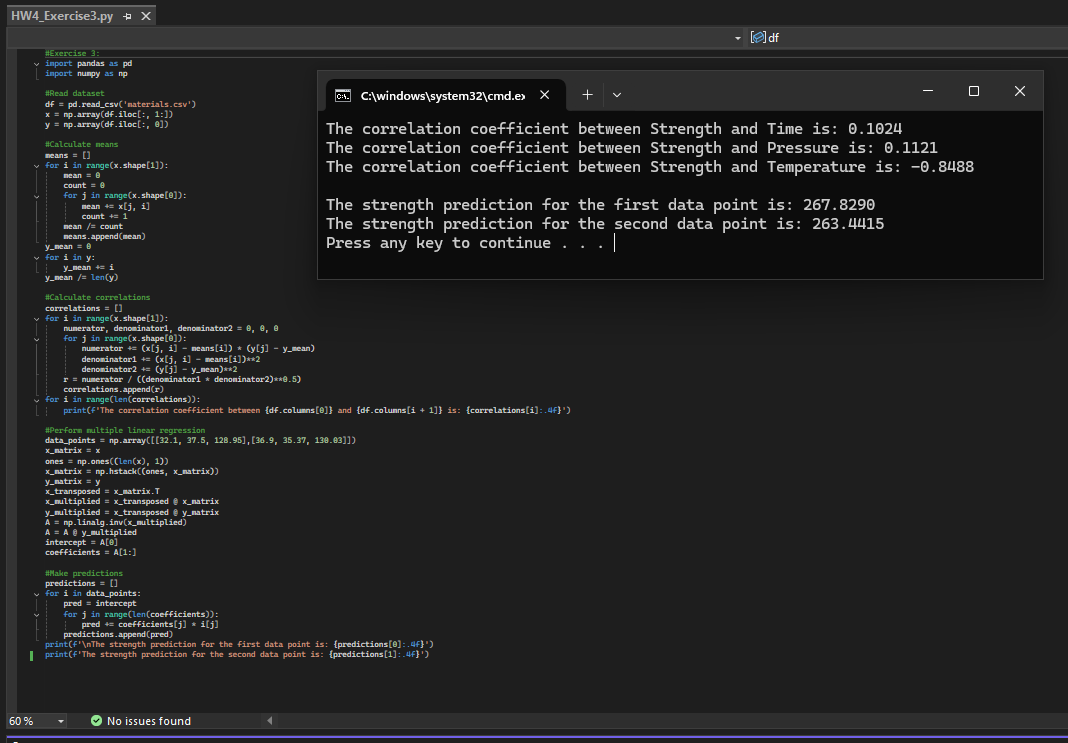 HW4_Exercise3.py
df
#Exercise 3:
import pandas as pd
import numpy as np
#Read dataset
df = pd.read_csv('materials.csv')
x = np.array(df.iloc[:, 1:])
y = np.array(df.iloc[:, 0])
#Calculate means
means = []
for i in range(x.shape[1]):
mean = 0
count = 0
for j in range(x.shape[0]):
mean += x[j, i]
count += 1
mean /= count
means.append(mean)
y_mean = 0
for i in y:
y_mean += i
y_mean /= len(y)
#Calculate correlations
correlations = []
for i in range(x.shape[1]):
numerator, denominator1, denominator2 = 0, 0, 0
for j in range(x.shape[0]):
numerator += (x[j, i] - means[i]) * (y[j] - y_mean)
denominator1 += (x[j, i] - means[i])**2
denominator2 += (y[j] - y_mean)**2
r = numerator / ((denominator1 * denominator2)**0.5)
correlations.append(r)
for i in range(len(correlations)):
print(f'The correlation coefficient between {df.columns[0]} and {df.columns[i + 1]} is: {correlations[i]:.4f}')
#Perform multiple linear regression
data_points = np.array([[32.1, 37.5, 128.95],[36.9, 35.37, 130.03]])
x_matrix = x
ones = np.ones((len(x), 1))
x_matrix = np.hstack((ones, x_matrix))
y_matrix = y
x_transposed = x_matrix.T
x_multiplied = x_transposed @ x_matrix
y_multiplied = x_transposed @ y_matrix
A = np.linalg.inv(x_multiplied)
A = A @ y_multiplied
intercept = A[0]
coefficients = A[1:]
#Make predictions
predictions = []
for i in data_points:
pred = intercept
for j in range(len(coefficients)):
pred += coefficients[j] * i[j]
predictions.append(pred)
print(f'\nThe strength prediction for the first data point is: {predictions[0]:.4f}')
print(f'The strength prediction for the second data point is: {predictions[1]:.4f}')
C:\windows\system32\cmd.ex
The correlation coefficient between Strength and Time is: 0.1024
The correlation coefficient between Strength and Pressure is: 0.1121
The correlation coefficient between Strength and Temperature is: -0.8488
The strength prediction for the first data point is: 267.8290
The strength prediction for the second data point is: 263.4415
Press any key to continue . . .
60 %
No issues found